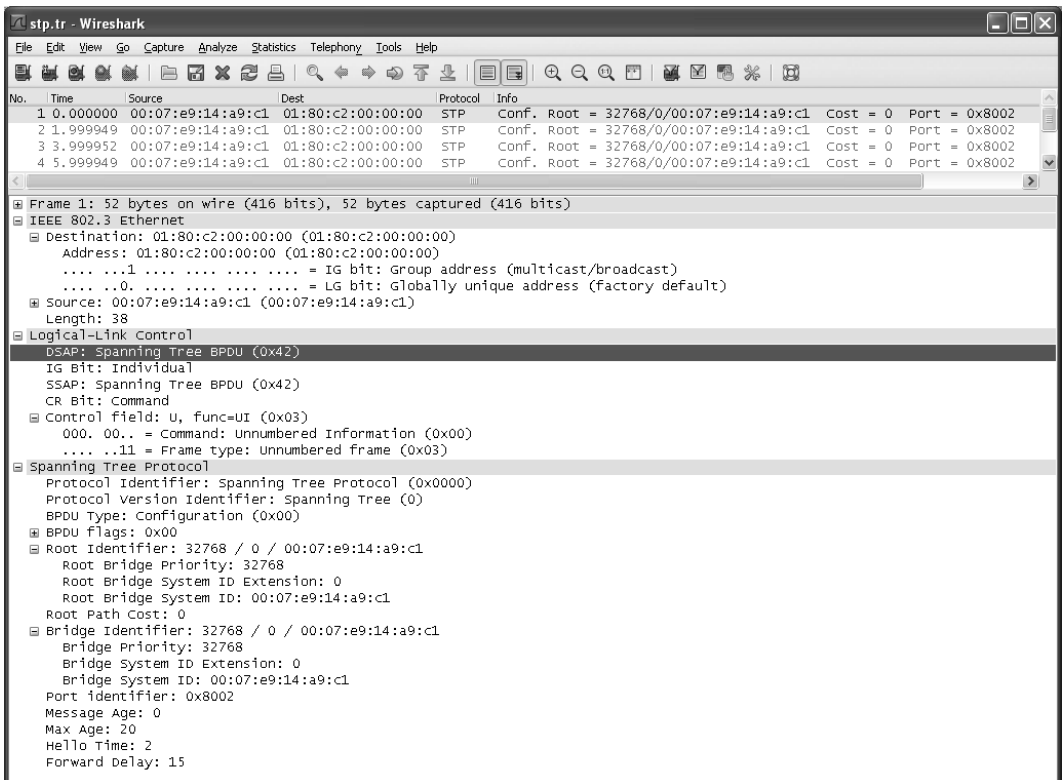 stp.tr - Wireshark
File Edit View Go Capture Analyze Statistics Telephony Tools Help
No. Time Source Dest Protocol Info
1 0.000000 00:07:e9:14:a9:c1 01:80:c2:00:00:00 STP Conf. Root = 32768/0/00:07:e9:14:a9:c1 Cost = 0 Port = 0x8002
2 1.999949 00:07:e9:14:a9:c1 01:80:c2:00:00:00 STP Conf. Root = 32768/0/00:07:e9:14:a9:c1 Cost = 0 Port = 0x8002
3 3.999952 00:07:e9:14:a9:c1 01:80:c2:00:00:00 STP Conf. Root = 32768/0/00:07:e9:14:a9:c1 Cost = 0 Port = 0x8002
4 5.999949 00:07:e9:14:a9:c1 01:80:c2:00:00:00 STP Conf. Root = 32768/0/00:07:e9:14:a9:c1 Cost = 0 Port = 0x8002
Frame 1: 52 bytes on wire (416 bits), 52 bytes captured (416 bits)
IEEE 802.3 Ethernet
Destination: 01:80:c2:00:00:00 (01:80:c2:00:00:00)
Address: 01:80:c2:00:00:00 (01:80:c2:00:00:00)
.... ...1 .... .... .... .... = IG bit: Group address (multicast/broadcast)
.... ..0. .... .... .... .... = LG bit: Globally unique address (factory default)
Source: 00:07:e9:14:a9:c1 (00:07:e9:14:a9:c1)
Length: 38
Logical-Link Control
DSAP: Spanning Tree BPDU (0x42)
IG Bit: Individual
SSAP: Spanning Tree BPDU (0x42)
CR Bit: Command
Control field: U, func=UI (0x03)
000. 00.. = Command: Unnumbered Information (0x00)
.... ..11 = Frame type: Unnumbered frame (0x03)
Spanning Tree Protocol
Protocol Identifier: Spanning Tree Protocol (0x0000)
Protocol Version Identifier: Spanning Tree (0)
BPDU Type: Configuration (0x00)
BPDU flags: 0x00
Root Identifier: 32768 / 0 / 00:07:e9:14:a9:c1
Root Bridge Priority: 32768
Root Bridge System ID Extension: 0
Root Bridge System ID: 00:07:e9:14:a9:c1
Root Path Cost: 0
Bridge Identifier: 32768 / 0 / 00:07:e9:14:a9:c1
Bridge Priority: 32768
Bridge System ID Extension: 0
Bridge System ID: 00:07:e9:14:a9:c1
Port identifier: 0x8002
Message Age: 0
Max Age: 20
Hello Time: 2
Forward Delay: 15